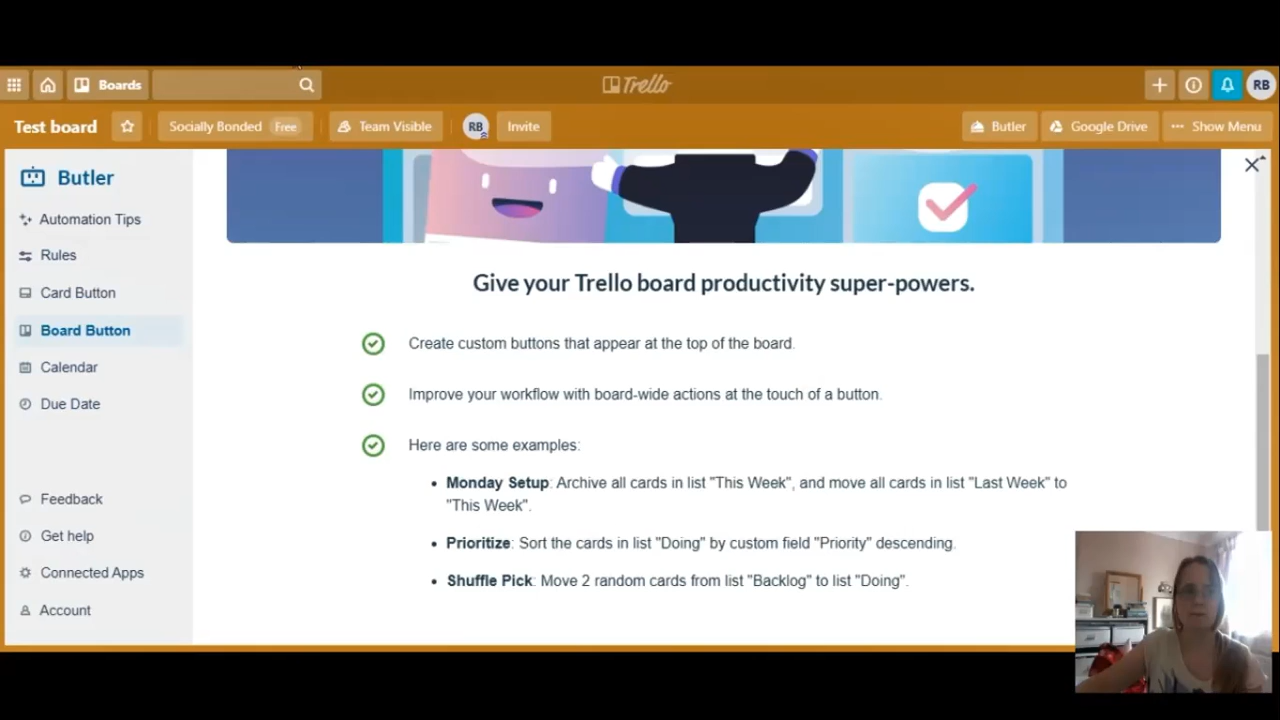 Boards
Trello
RB
Test board
Socially Bonded Free
Team Visible
RB
Invite
Butler
Google Drive
Show Menu
Butler
Automation Tips
Rules
Card Button
Board Button
Calendar
Due Date
Feedback
Get help
Connected Apps
Account
Give your Trello board productivity super-powers.
Create custom buttons that appear at the top of the board.
Improve your workflow with board-wide actions at the touch of a button.
Here are some examples:
• Monday Setup: Archive all cards in list "This Week", and move all cards in list "Last Week" to
"This Week".
• Prioritize: Sort the cards in list "Doing" by custom field "Priority" descending.
• Shuffle Pick: Move 2 random cards from list "Backlog" to list "Doing".